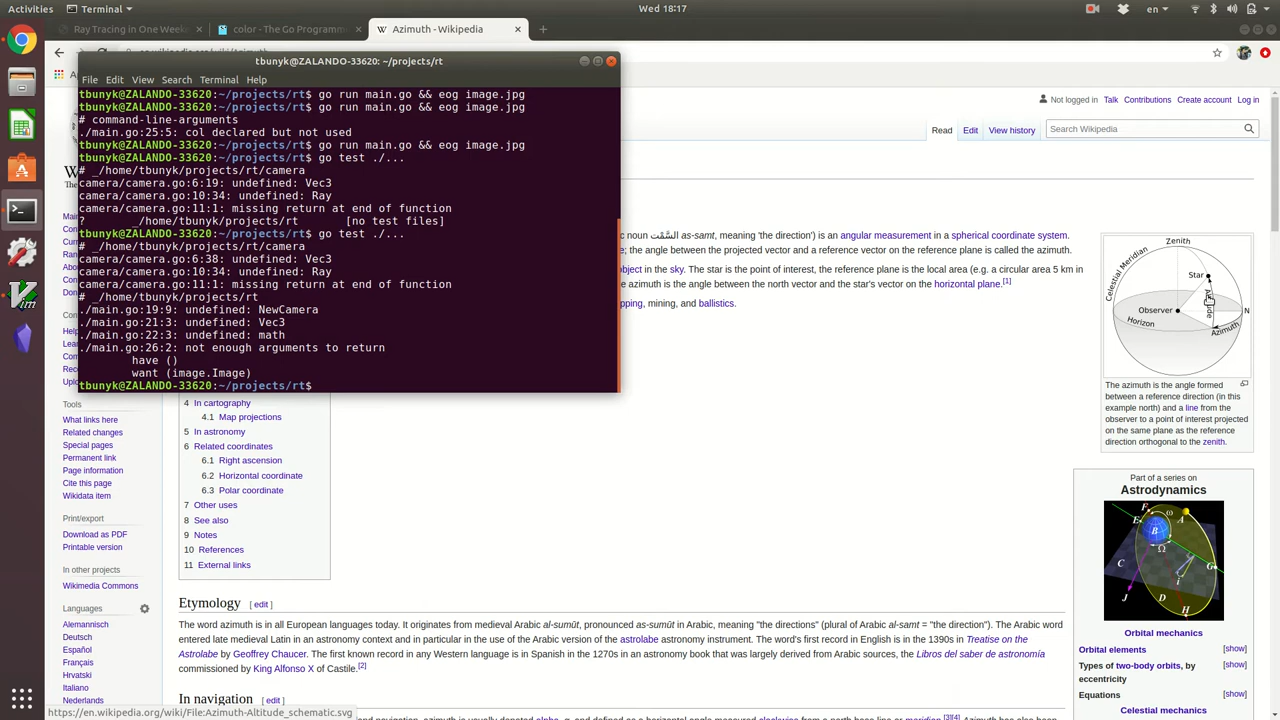 Ray Tracing in One Weeke
color - The Go Programm
W Azimuth - Wikipedia
tbunyk@ZALANDO-33620: ~/projects/rt
File Edit View Search Terminal Help
tbunyk@ZALANDO-33620:~/projects/rt$ go run main.go && eog image.jpg
tbunyk@ZALANDO-33620:~/projects/rt$ go run main.go && eog image.jpg
# command-line-arguments
./main.go:25:5: col declared but not used
tbunyk@ZALANDO-33620:~/projects/rt$ go run main.go && eog image.jpg
tbunyk@ZALANDO-33620:~/projects/rt$ go test ./...
# _/home/tbunyk/projects/rt/camera
camera/camera.go:6:19: undefined: Vec3
camera/camera.go:10:34: undefined: Ray
camera/camera.go:11:1: missing return at end of function
? _/home/tbunyk/projects/rt [no test files]
tbunyk@ZALANDO-33620:~/projects/rt$ go test ./...
# _/home/tbunyk/projects/rt/camera
camera/camera.go:6:38: undefined: Vec3
camera/camera.go:10:34: undefined: Ray
camera/camera.go:11:1: missing return at end of function
# _/home/tbunyk/projects/rt
./main.go:19:9: undefined: NewCamera
./main.go:21:3: undefined: Vec3
./main.go:22:3: undefined: math
./main.go:26:2: not enough arguments to return
have ()
want (image.Image)
tbunyk@ZALANDO-33620:~/projects/rt$
Not logged in Talk Contributions Create account Log in
Read Edit View history
Search Wikipedia
c noun السَّمْت as-samt, meaning 'the direction') is an angular measurement in a spherical coordinate system.
; the angle between the projected vector and a reference vector on the reference plane is called the azimuth.
object in the sky. The star is the point of interest, the reference plane is the local area (e.g. a circular area 5 km in
azimuth is the angle between the north vector and the star's vector on the horizontal plane.[1]
pping, mining, and ballistics.
Zenith
Celestial Meridian
Star
Observer
N
Horizon
Azimuth
The azimuth is the angle formed
between a reference direction (in this
example north) and a line from the
observer to a point of interest projected
on the same plane as the reference
direction orthogonal to the zenith.
Tools
What links here
Related changes
Special pages
Permanent link
Page information
Cite this page
Wikidata item
Print/export
Download as PDF
Printable version
In other projects
Wikimedia Commons
Languages
Alemannisch
Deutsch
Español
Français
Hrvatski
Italiano
Nederlands
4 In cartography
4.1 Map projections
5 In astronomy
6 Related coordinates
6.1 Right ascension
6.2 Horizontal coordinate
6.3 Polar coordinate
7 Other uses
8 See also
9 Notes
10 References
11 External links
Part of a series on
Astrodynamics
F ω A
E
B
Ω
C
G
i
J
D
H
Orbital mechanics
Orbital elements [show]
Types of two-body orbits, by [show]
eccentricity
Equations [show]
Celestial mechanics
Etymology [ edit ]
The word azimuth is in all European languages today. It originates from medieval Arabic al-sumūt, pronounced as-sumūt in Arabic, meaning "the directions" (plural of Arabic al-samt = "the direction"). The Arabic word
entered late medieval Latin in an astronomy context and in particular in the use of the Arabic version of the astrolabe astronomy instrument. The word's first record in English is in the 1390s in Treatise on the
Astrolabe by Geoffrey Chaucer. The first known record in any Western language is in Spanish in the 1270s in an astronomy book that was largely derived from Arabic sources, the Libros del saber de astronomía
commissioned by King Alfonso X of Castile.[2]
In navigation [ edit ]
https://en.wikipedia.org/wiki/File:Azimuth-Altitude_schematic.svg